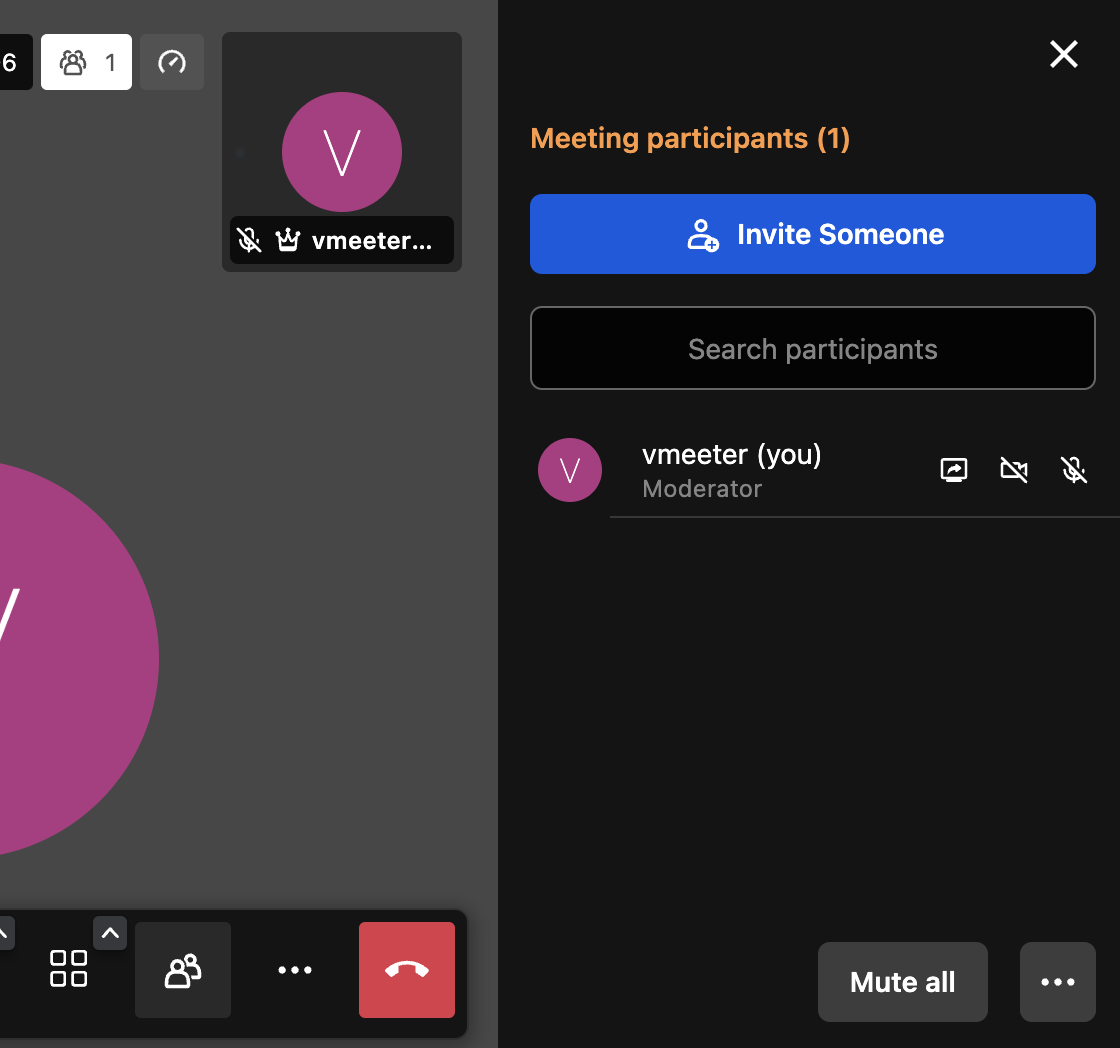 6
1
V
vmeeter...
Meeting participants (1)
Invite Someone
Search participants
V
vmeeter (you)
Moderator
V
Mute all